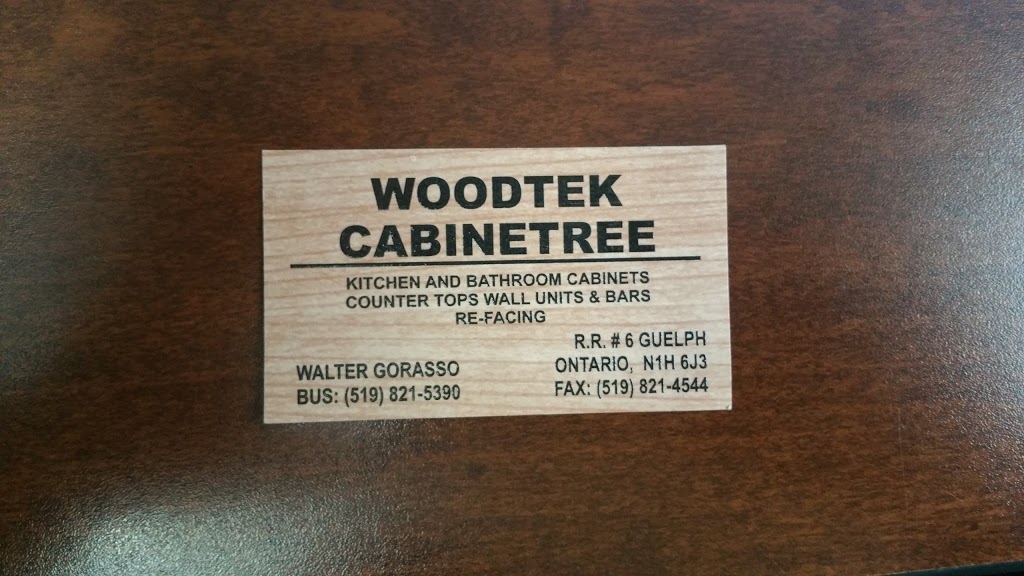 WOODTEK
CABINETREE
KITCHEN AND BATHROOM CABINETS
COUNTER TOPS WALL UNITS & BARS
RE-FACING
WALTER GORASSO
BUS: (519) 821-5390
R.R. # 6 GUELPH
ONTARIO, N1H 6J3
FAX: (519) 821-4544